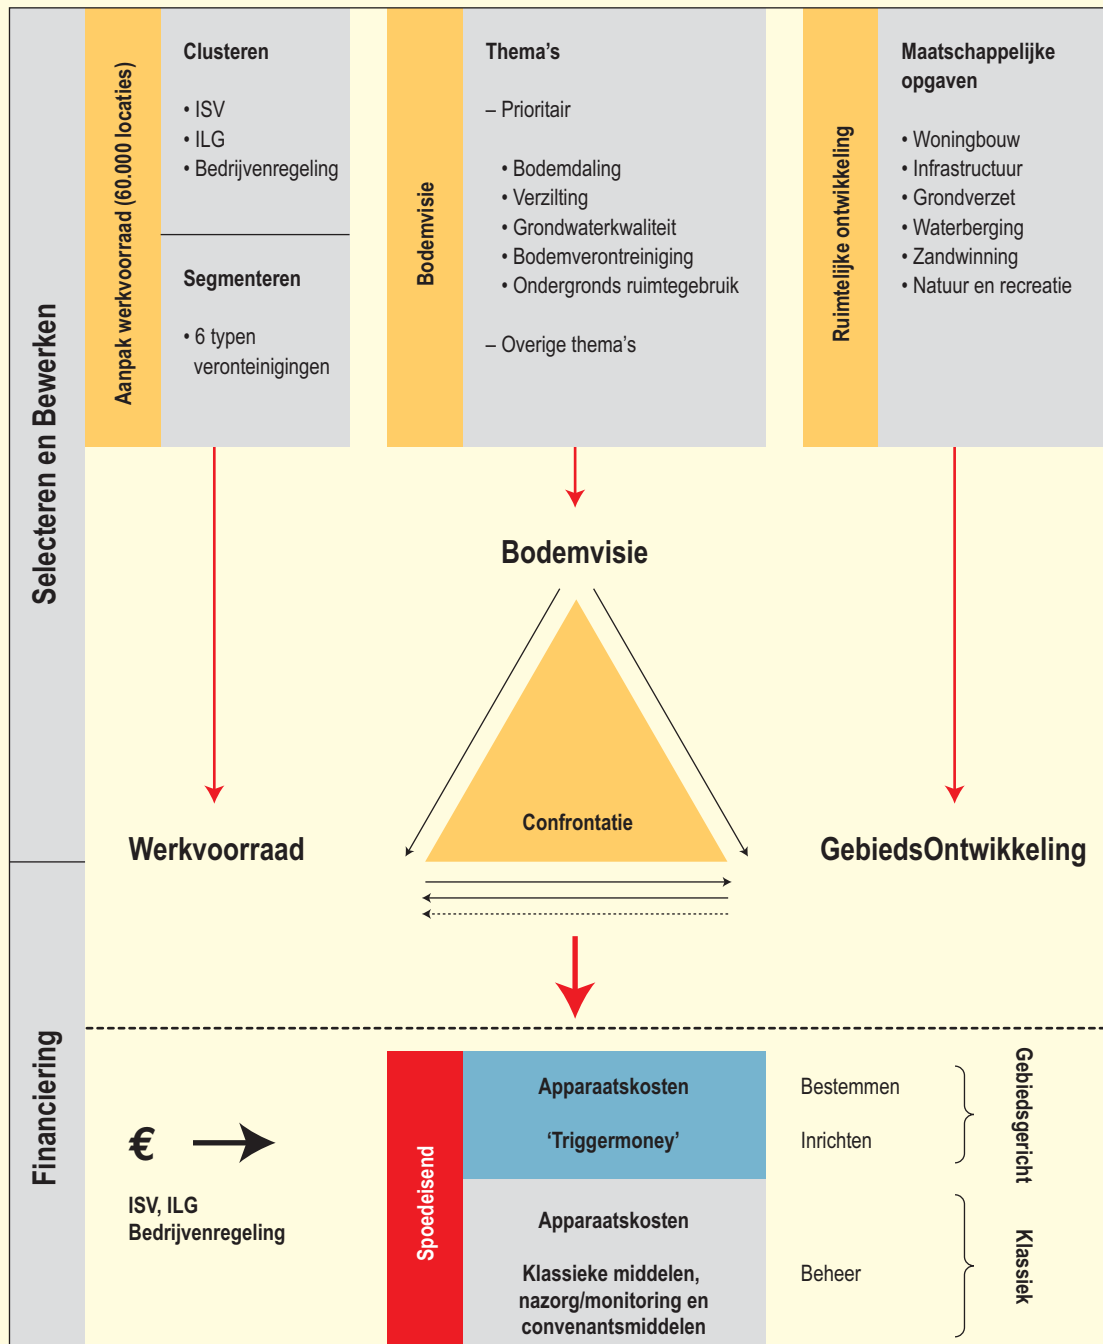 Selecteren en Bewerken
Aanpak werkvoorraad (60.000 locaties)
Clusteren
• ISV
• ILG
• Bedrijvenregeling
Segmenteren
• 6 typen
veronteinigingen
Bodemvisie
Thema's
– Prioritair
• Bodemdaling
• Verzilting
• Grondwaterkwaliteit
• Bodemverontreiniging
• Ondergronds ruimtegebruik
– Overige thema's
Ruimtelijke ontwikkeling
Maatschappelijke
opgaven
• Woningbouw
• Infrastructuur
• Grondverzet
• Waterberging
• Zandwinning
• Natuur en recreatie
Bodemvisie
Confrontatie
Werkvoorraad
GebiedsOntwikkeling
Financiering
€
ISV, ILG
Bedrijvenregeling
Spoedeisend
Apparaatskosten
'Triggermoney'
Apparaatskosten
Klassieke middelen,
nazorg/monitoring en
convenantsmiddelen
Bestemmen
Inrichten
Beheer
Gebiedsgericht
Klassiek